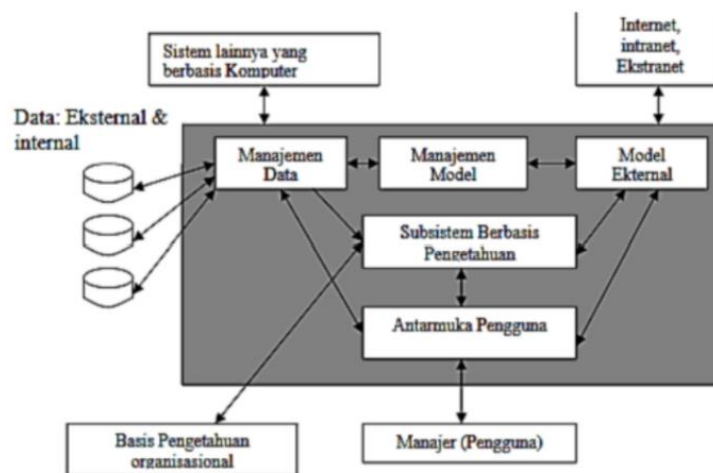 Sistem lainnya yang
berbasis Komputer
Internet,
intranet,
Ekstranet
Data: Eksternal &
internal
Manajemen
Data
Manajemen
Model
Model
Ekternal
Subsistem Berbasis
Pengetahuan
Antarmuka Pengguna
Basis Pengetahuan
organisasional
Manajer (Pengguna)